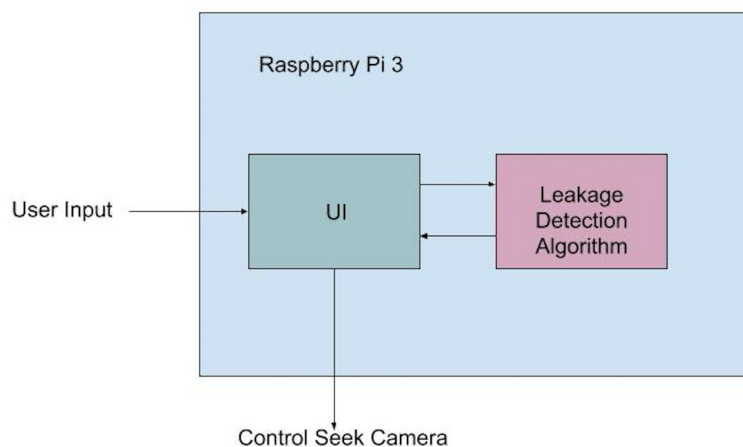 Raspberry Pi 3
User Input
UI
Leakage
Detection
Algorithm
Control Seek Camera